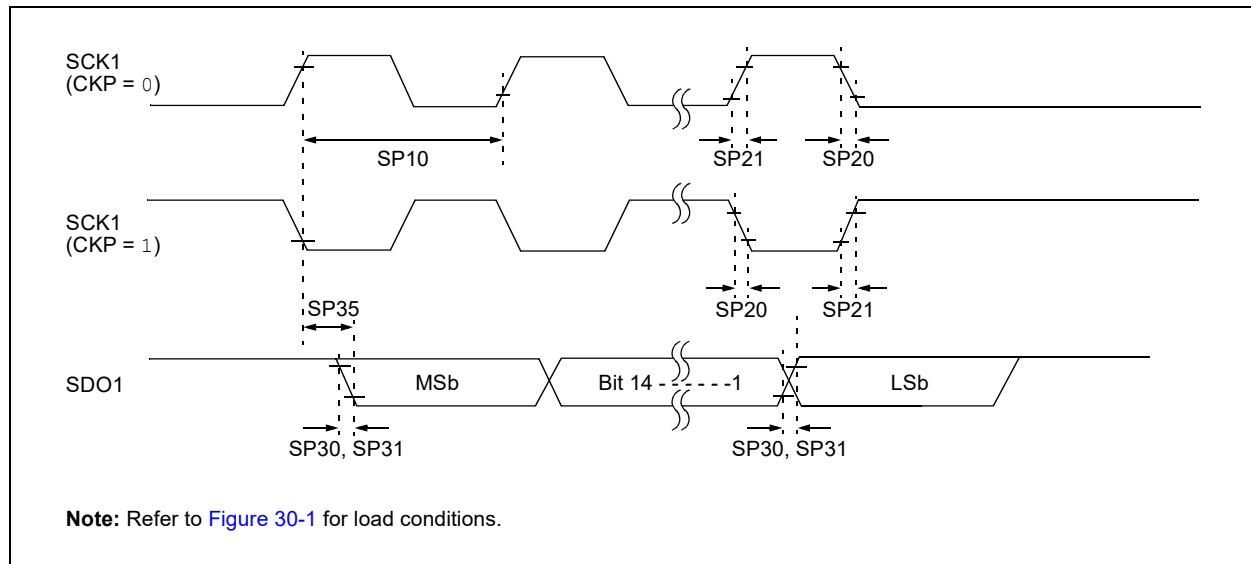 SCK1
(CKP = 0)
SP10
SP21
SP20
SCK1
(CKP = 1)
SP35
SP20
SP21
SDO1
MSb
Bit 14 - - - - - - -1
LSb
SP30, SP31
SP30, SP31
Note: Refer to Figure 30-1 for load conditions.